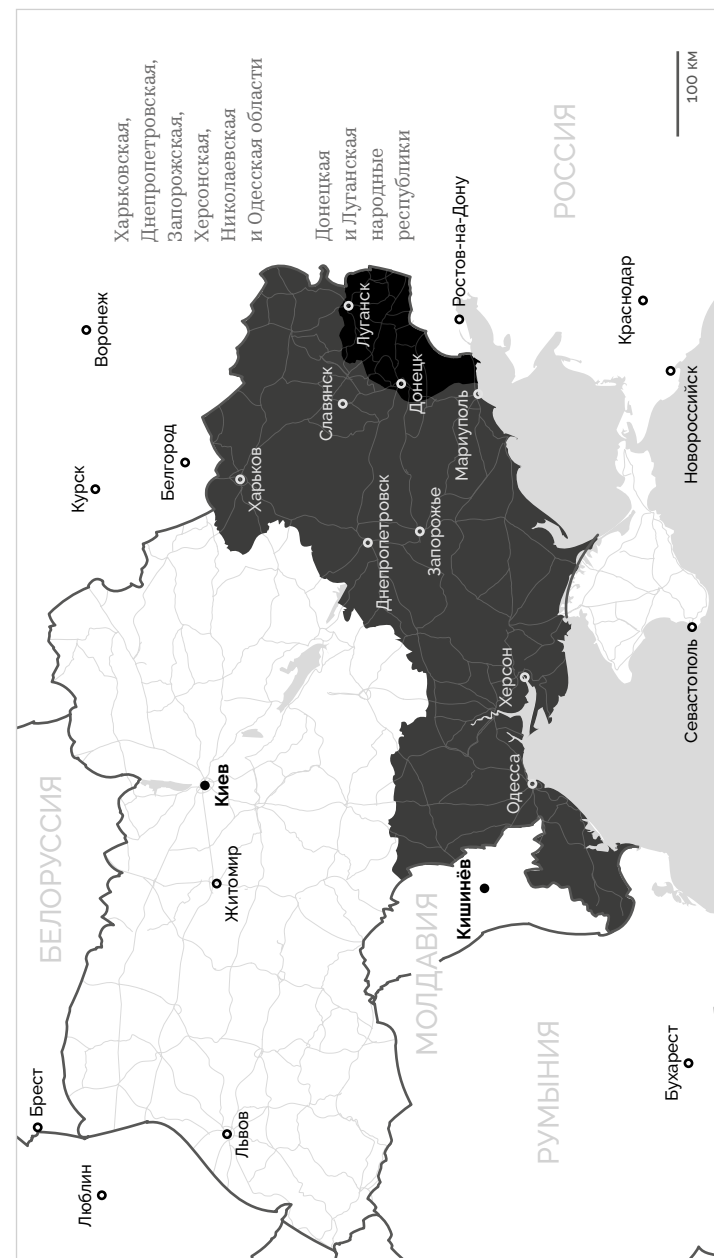 Харьковская,
Днепропетровская,
Запорожская,
Херсонская,
Николаевская
и Одесская области
Донецкая
и Луганская
народные
республики
100 КМ
РОССИЯ
БЕЛОРУССИЯ
МОЛДАВИЯ
РУМЫНИЯ
Воронеж
Курск
Белгород
Харьков
Славянск
Луганск
Донецк
Ростов-на-Дону
Мариуполь
Краснодар
Новороссийск
Днепропетровск
Запорожье
Херсон
Севастополь
Одесса
Киев
Житомир
Кишинёв
Брест
Люблин
Львов
Бухарест